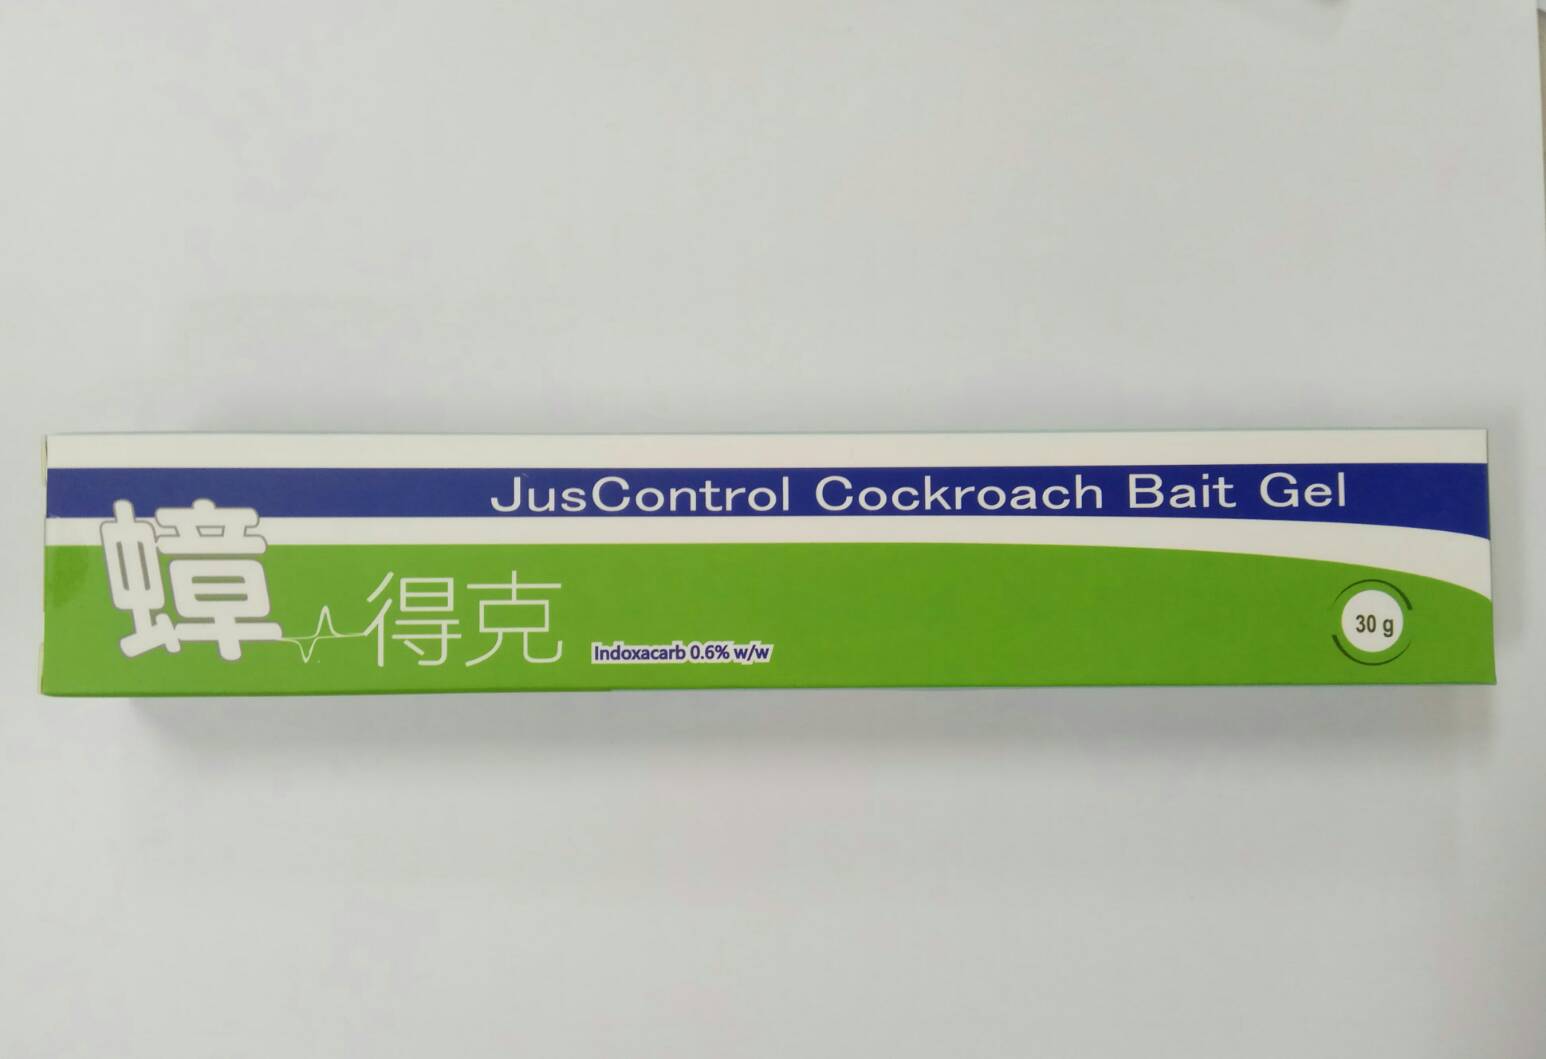 JusControl Cockroach Bait Gel
蟑得克
Indoxacarb 0.6% w/w
30 g